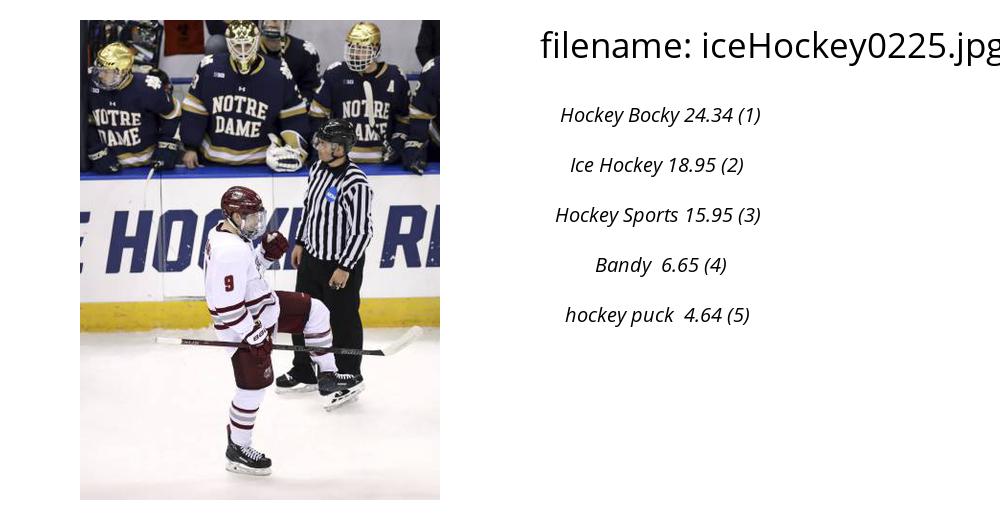 filename: iceHockey0225.jpg
Hockey Bocky 24.34 (1)
Ice Hockey 18.95 (2)
Hockey Sports 15.95 (3)
Bandy 6.65 (4)
hockey puck 4.64 (5)
NOTRE
DAME
NOTRE
DAME
A
NOTRE
DAME
E HOCKEY R
9